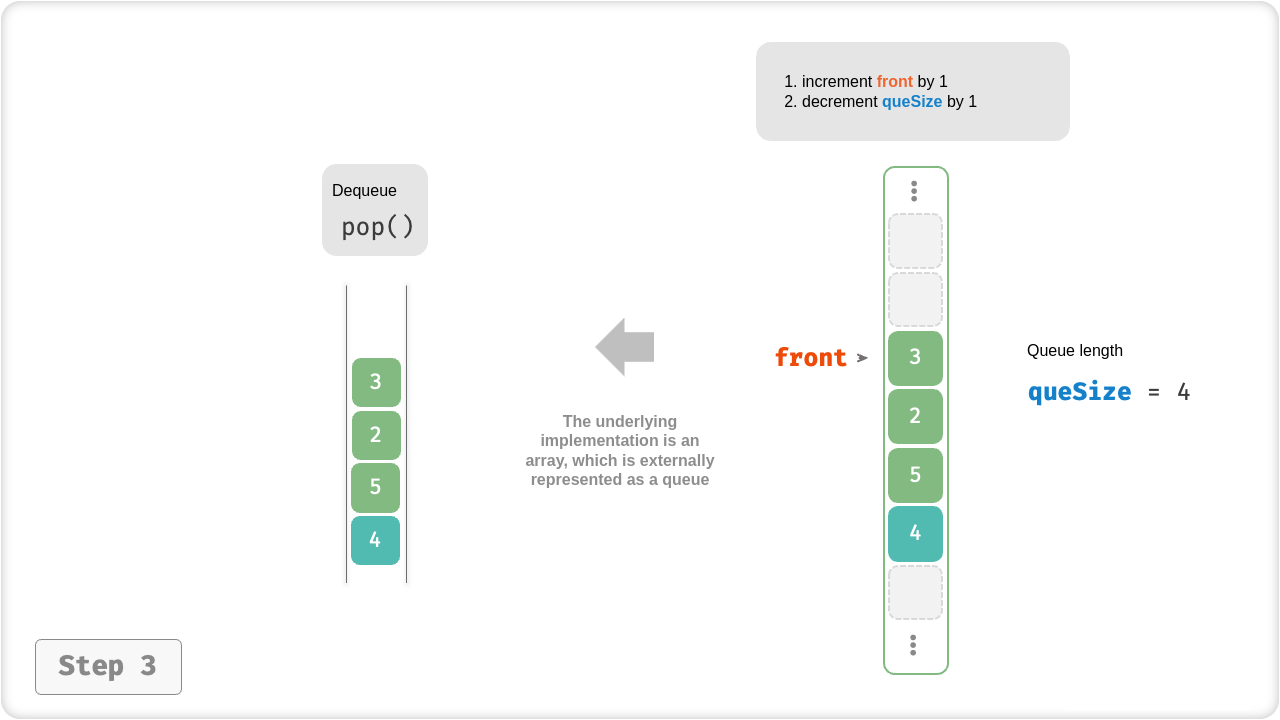 1. increment front by 1
2. decrement queSize by 1
Dequeue
pop()
3
2
5
4
The underlying
implementation is an
array, which is externally
represented as a queue
front >
3
2
5
4
Queue length
queSize = 4
Step 3